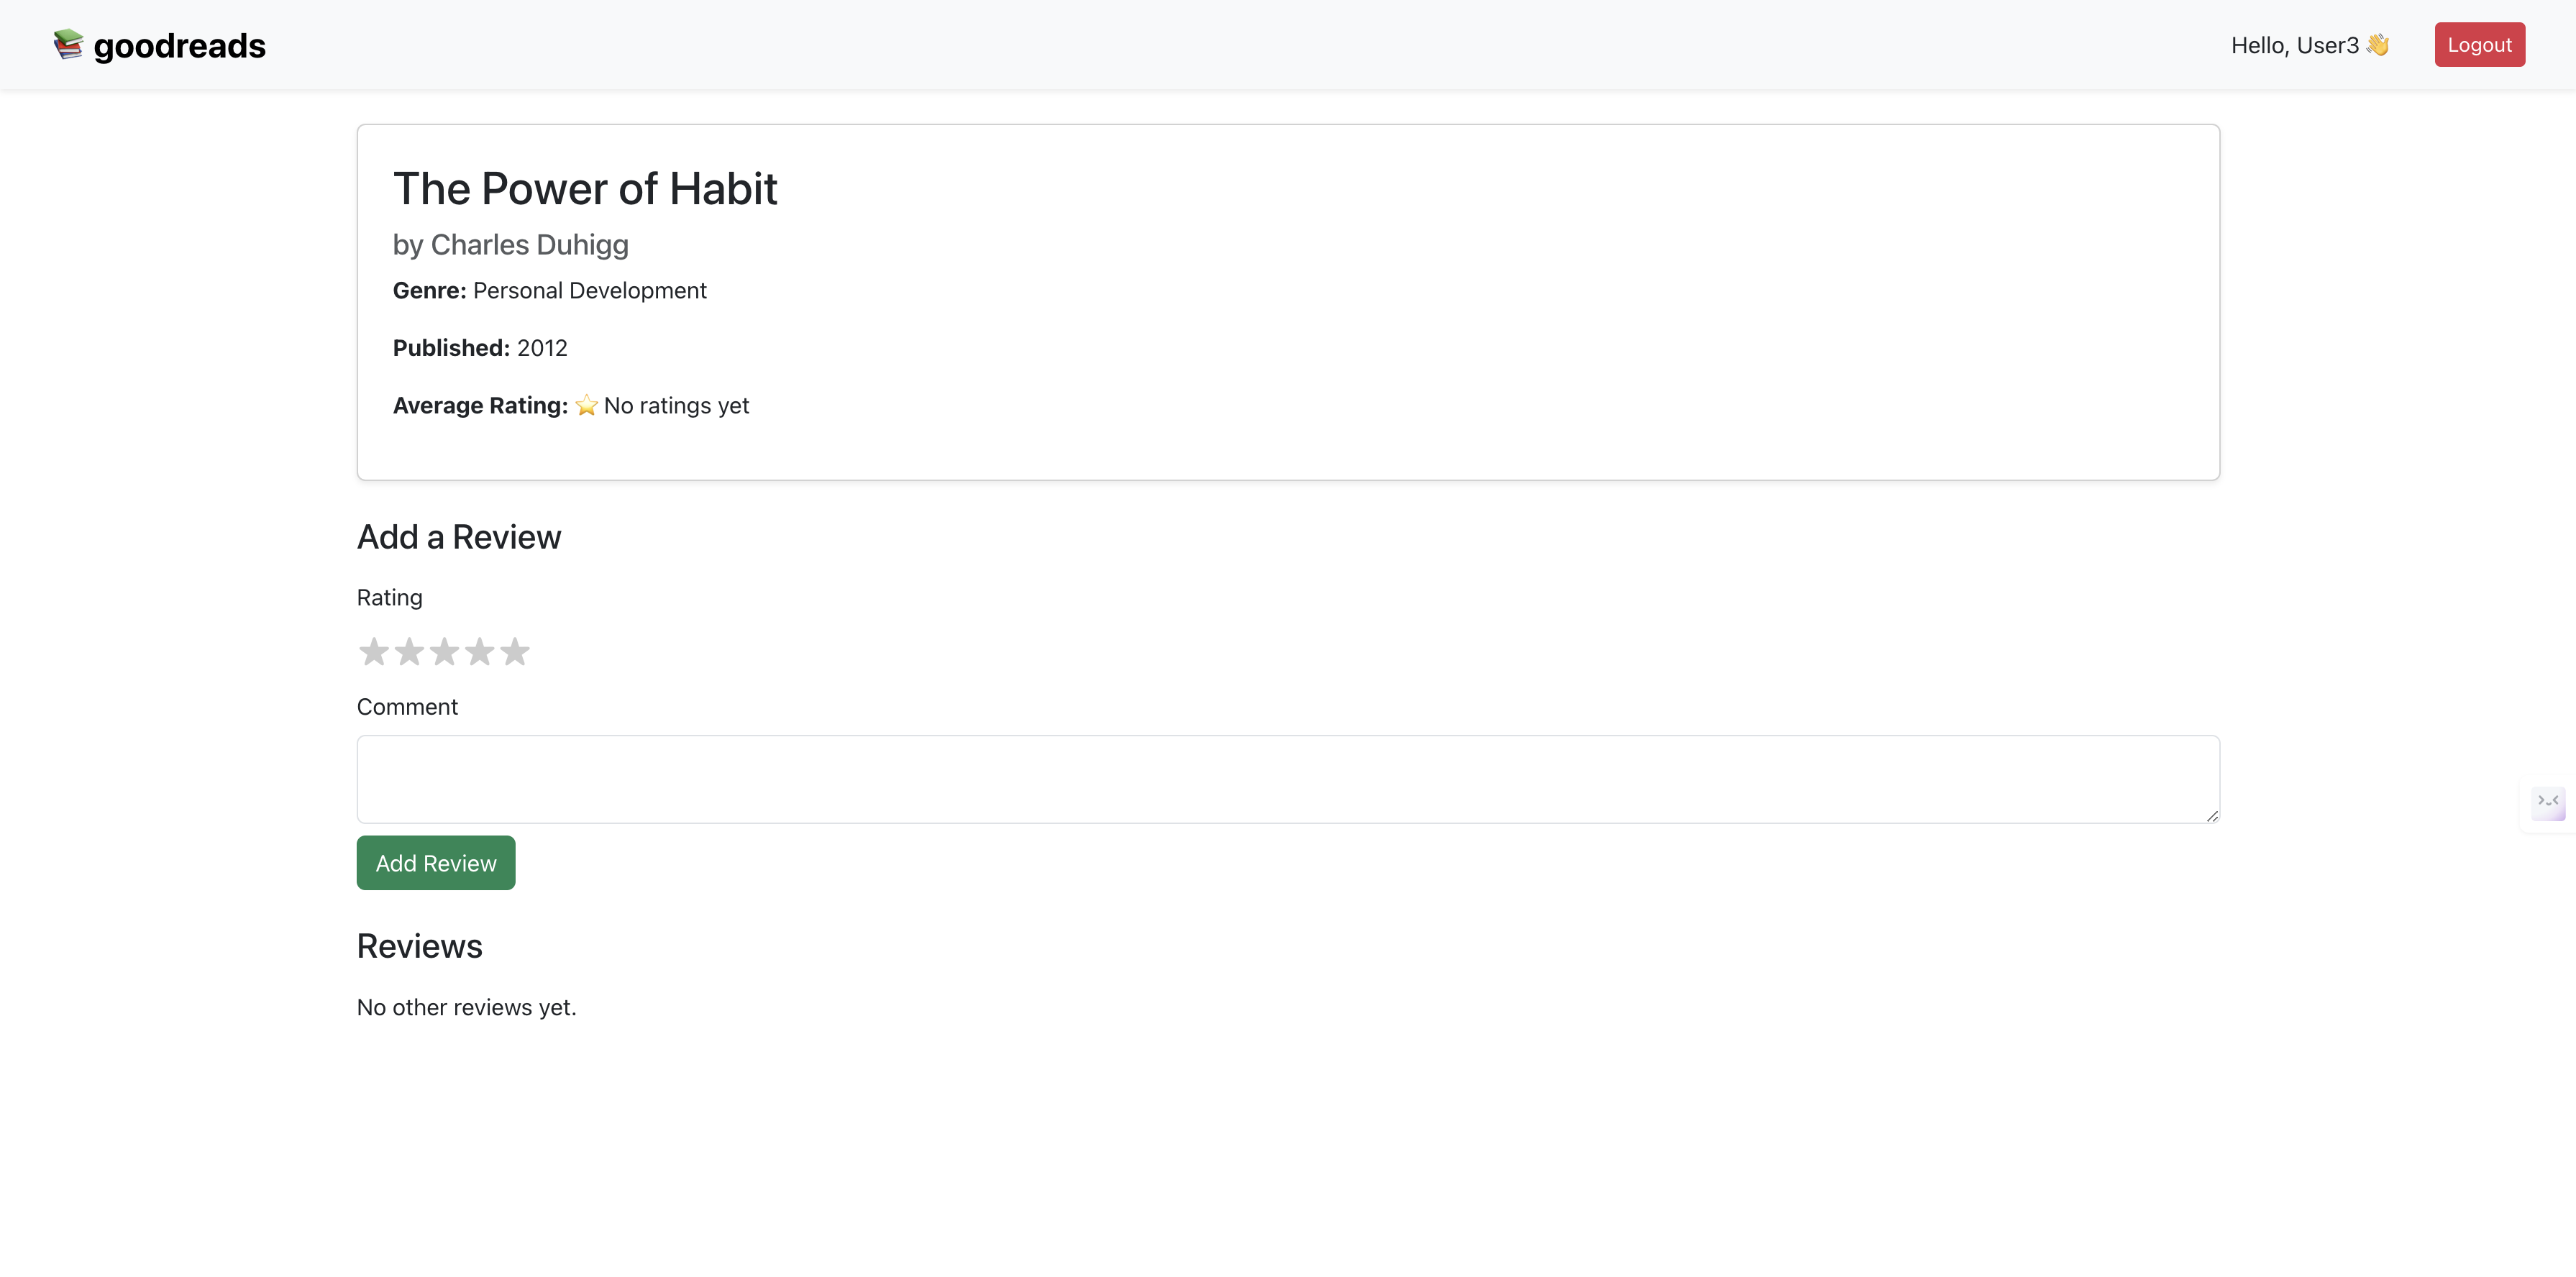 📚 goodreads
Hello, User3 👋
Logout
The Power of Habit
by Charles Duhigg
Genre: Personal Development
Published: 2012
Average Rating: ⭐ No ratings yet
Add a Review
Rating
★★★★★
Comment
Add Review
Reviews
No other reviews yet.